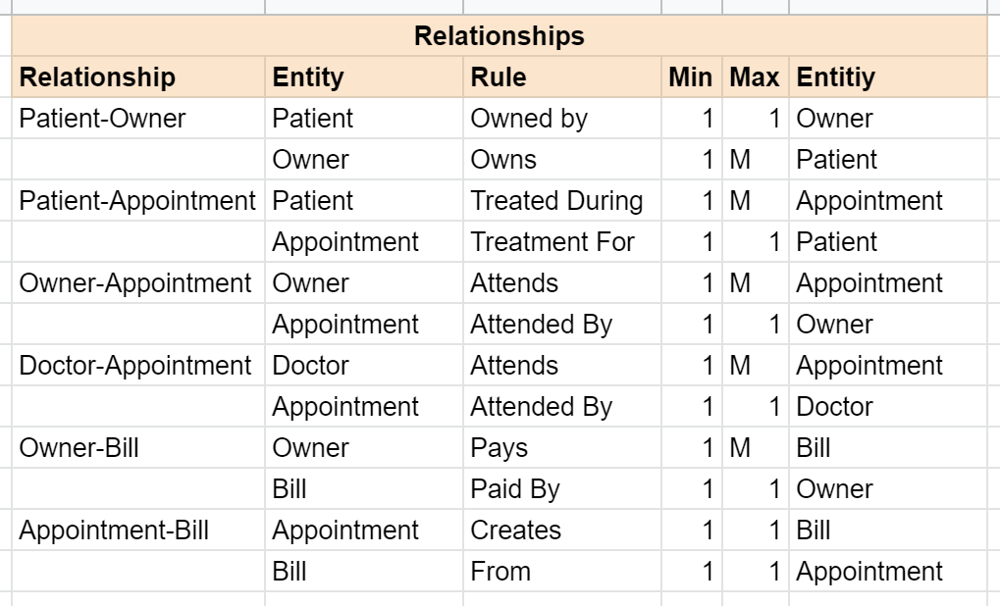 Relationships
Relationship Entity Rule Min Max Entitiy
Patient-Owner Patient Owned by 1 1 Owner
Owner Owns 1 M Patient
Patient-Appointment Patient Treated During 1 M Appointment
Appointment Treatment For 1 1 Patient
Owner-Appointment Owner Attends 1 M Appointment
Appointment Attended By 1 1 Owner
Doctor-Appointment Doctor Attends 1 M Appointment
Appointment Attended By 1 1 Doctor
Owner-Bill Owner Pays 1 M Bill
Bill Paid By 1 1 Owner
Appointment-Bill Appointment Creates 1 1 Bill
Bill From 1 1 Appointment